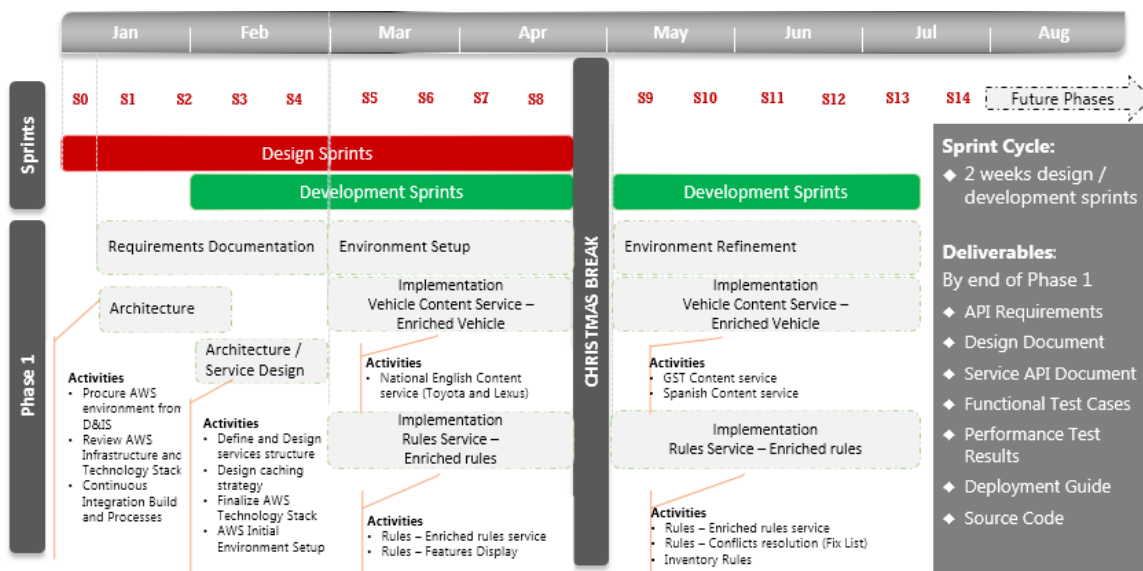 Jan Feb Mar Apr May Jun Jul Aug
Sprints
S0 S1 S2 S3 S4 S5 S6 S7 S8 S9 S10 S11 S12 S13 S14 Future Phases
Design Sprints
Development Sprints
Development Sprints
CHRISTMAS BREAK
Phase 1
Requirements Documentation
Architecture
Activities
• Procure AWS
environment from
D&IS
• Review AWS
Infrastructure and
Technology Stack
• Continuous
Integration Build
and Processes
Architecture /
Service Design
Activities
• Define and Design
services structure
• Design caching
strategy
• Finalize AWS
Technology Stack
• AWS Initial
Environment Setup
Environment Setup
Implementation
Vehicle Content Service –
Enriched Vehicle
Activities
• National English Content
service (Toyota and Lexus)
Implementation
Rules Service –
Enriched rules
Activities
• Rules – Enriched rules service
• Rules – Features Display
Environment Refinement
Implementation
Vehicle Content Service –
Enriched Vehicle
Activities
• GST Content service
• Spanish Content service
Implementation
Rules Service – Enriched rules
Activities
• Rules – Enriched rules service
• Rules – Conflicts resolution (Fix List)
• Inventory Rules
Sprint Cycle:
◆ 2 weeks design /
development sprints
Deliverables:
By end of Phase 1
◆ API Requirements
◆ Design Document
◆ Service API Document
◆ Functional Test Cases
◆ Performance Test
Results
◆ Deployment Guide
◆ Source Code